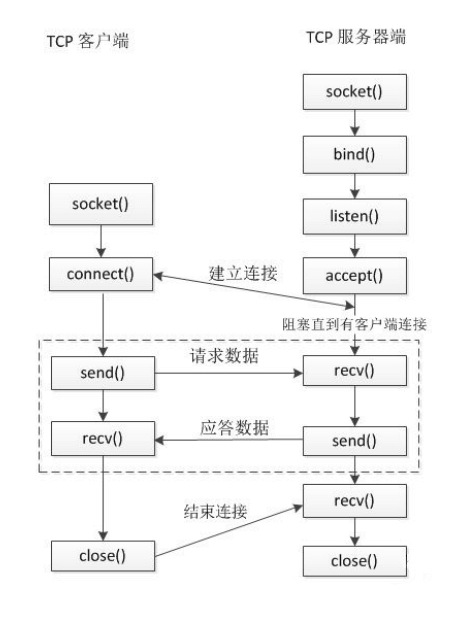 TCP 客户端
TCP 服务器端
socket()
bind()
socket()
listen()
connect()
建立连接
accept()
阻塞直到有客户端连接
send()
请求数据
recv()
recv()
应答数据
send()
结束连接
recv()
close()
close()